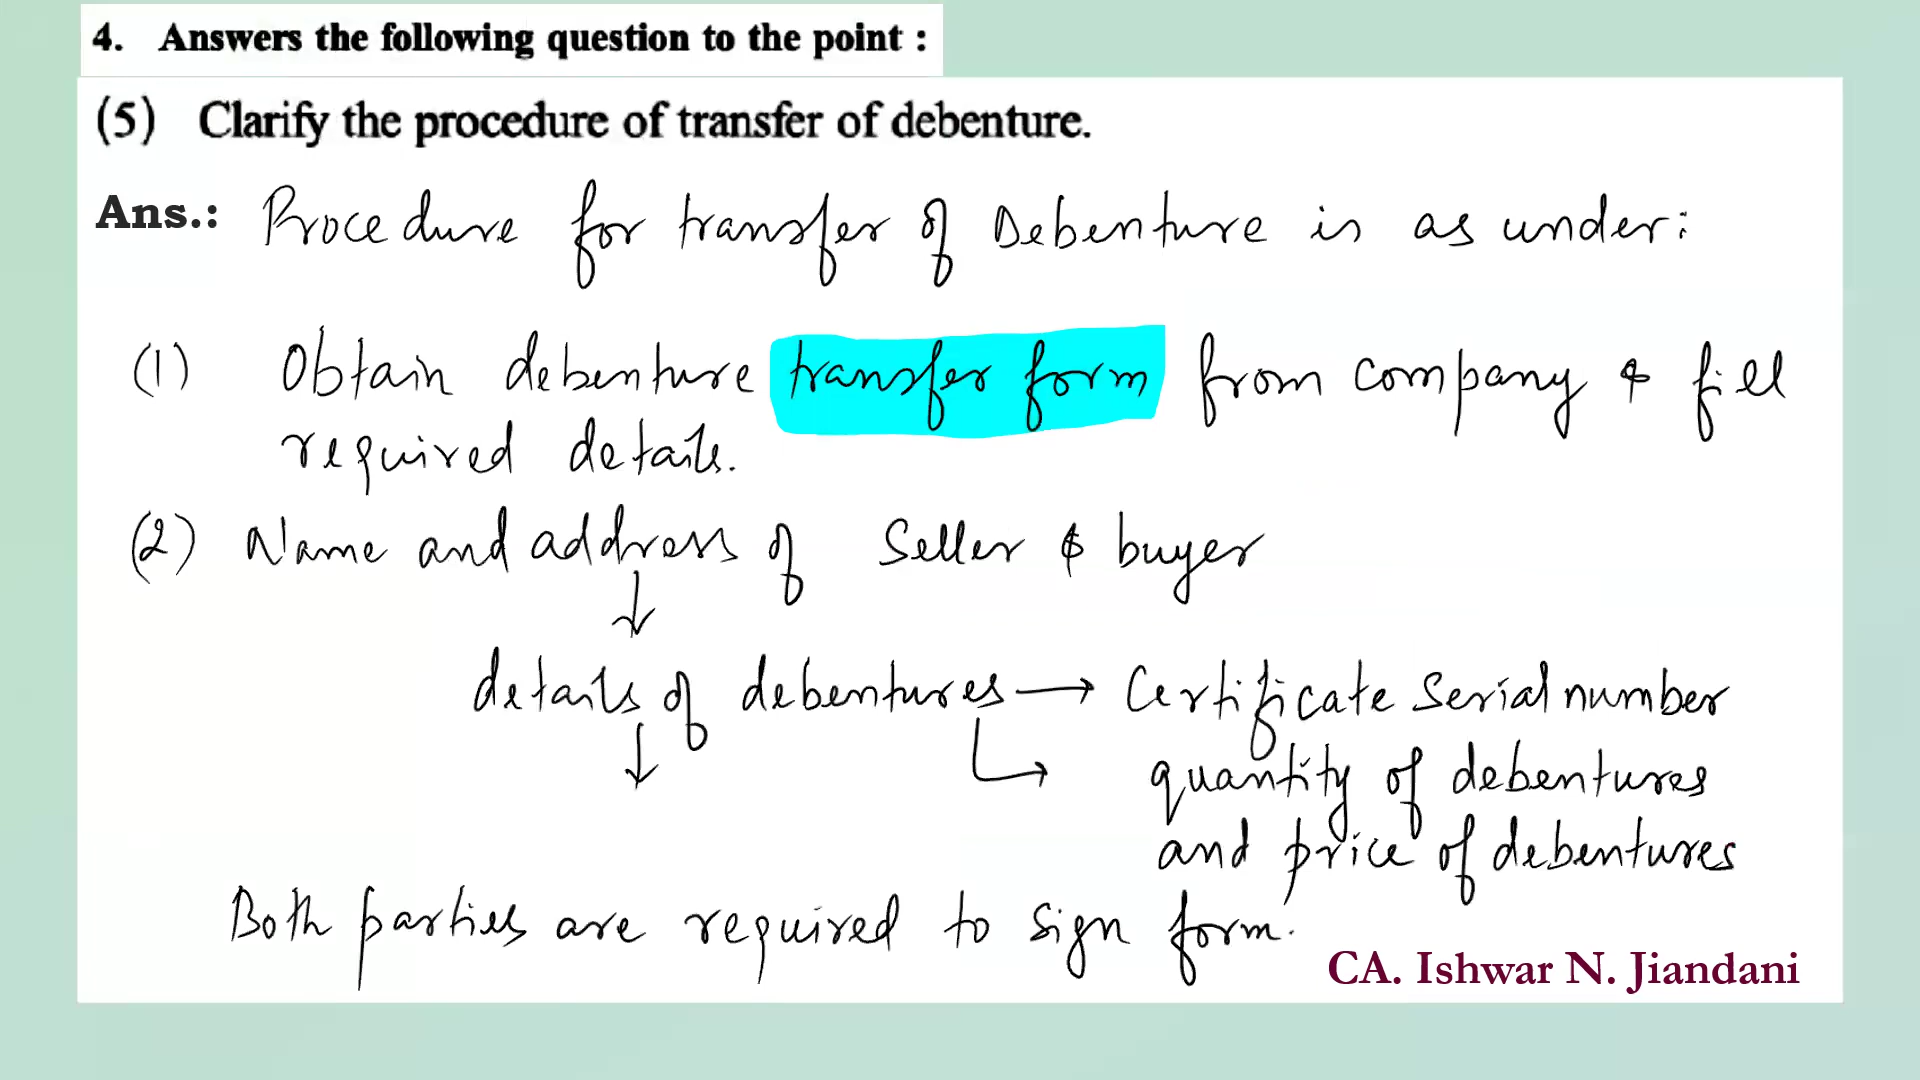 4. Answers the following question to the point :
(5) Clarify the procedure of transfer of debenture.
Ans.: Procedure for transfer of Debenture is as under:
(1) Obtain debenture transfer form from company & fill
required details.
(2) Name and address of Seller & buyer
↓
details of debentures → Certificate Serial number
↓ → quantity of debentures
and price of debentures
Both parties are required to sign form.
CA. Ishwar N. Jiandani